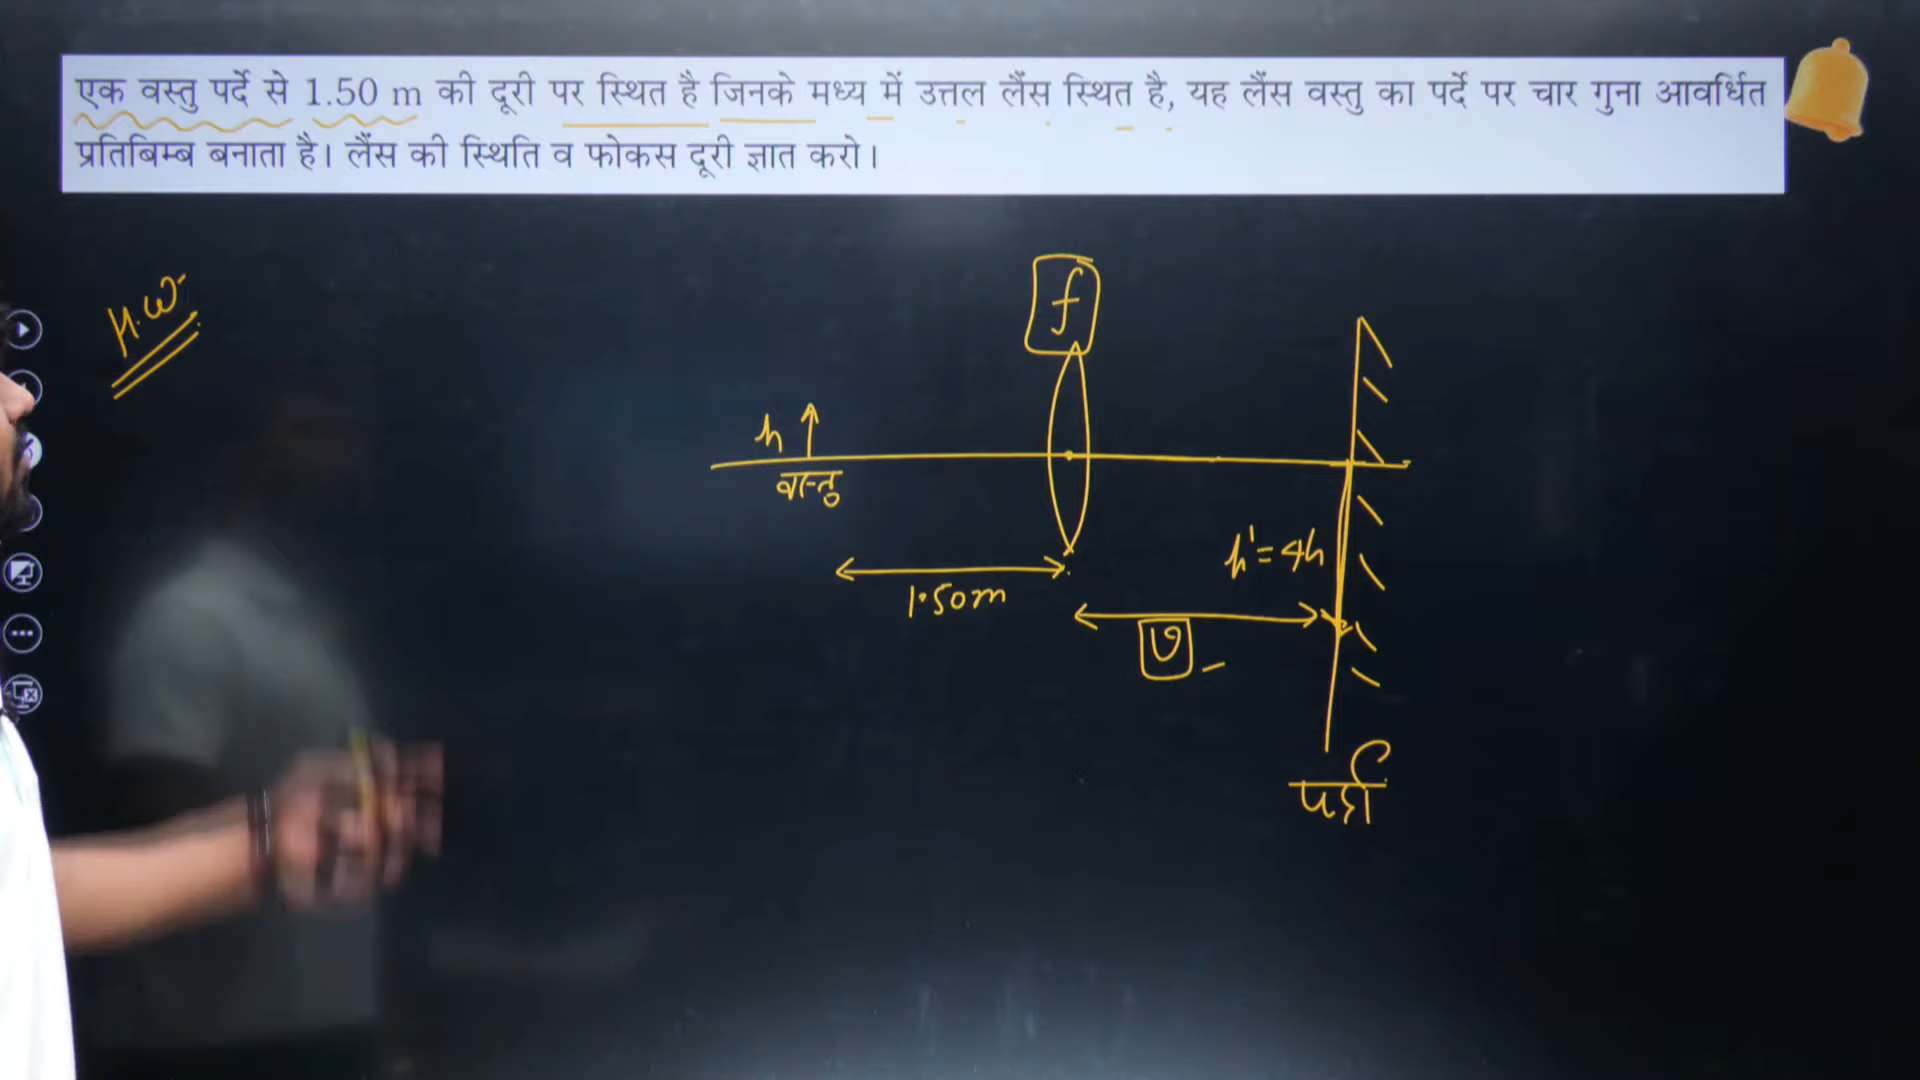 एक वस्तु पर्दे से 1.50 m की दूरी पर स्थित है जिनके मध्य में उत्तल लैंस स्थित है, यह लैंस वस्तु का पर्दे पर चार गुना आवर्धित
प्रतिबिम्ब बनाता है। लैंस की स्थिति व फोकस दूरी ज्ञात करो।
H.W.
f
h
वस्तु
h' = 4h
1.50m
v
पर्दा